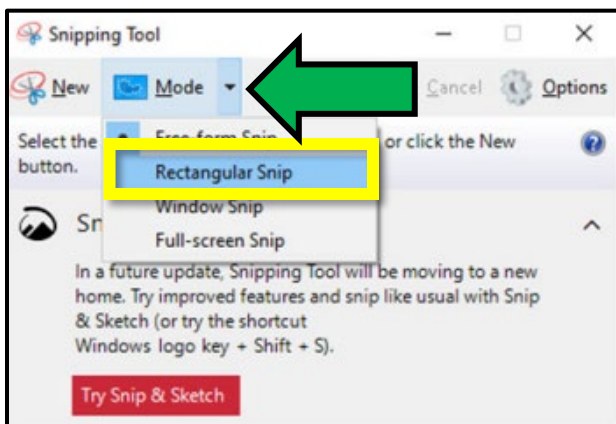 Snipping Tool
New Mode Cancel Options
Select the or click the New
button.
Free-form Snip
Rectangular Snip
Window Snip
Full-screen Snip
Sn
In a future update, Snipping Tool will be moving to a new
home. Try improved features and snip like usual with Snip
& Sketch (or try the shortcut
Windows logo key + Shift + S).
Try Snip & Sketch